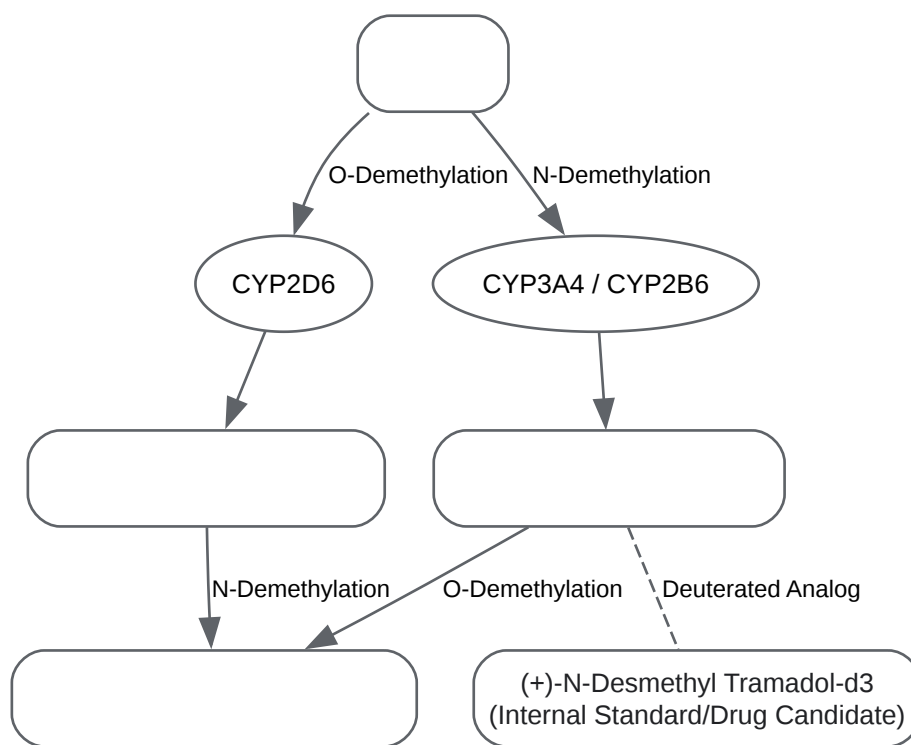 O-Demethylation
N-Demethylation
CYP2D6
CYP3A4 / CYP2B6
N-Demethylation
O-Demethylation
Deuterated Analog
(+)-N-Desmethyl Tramadol-d3
(Internal Standard/Drug Candidate)